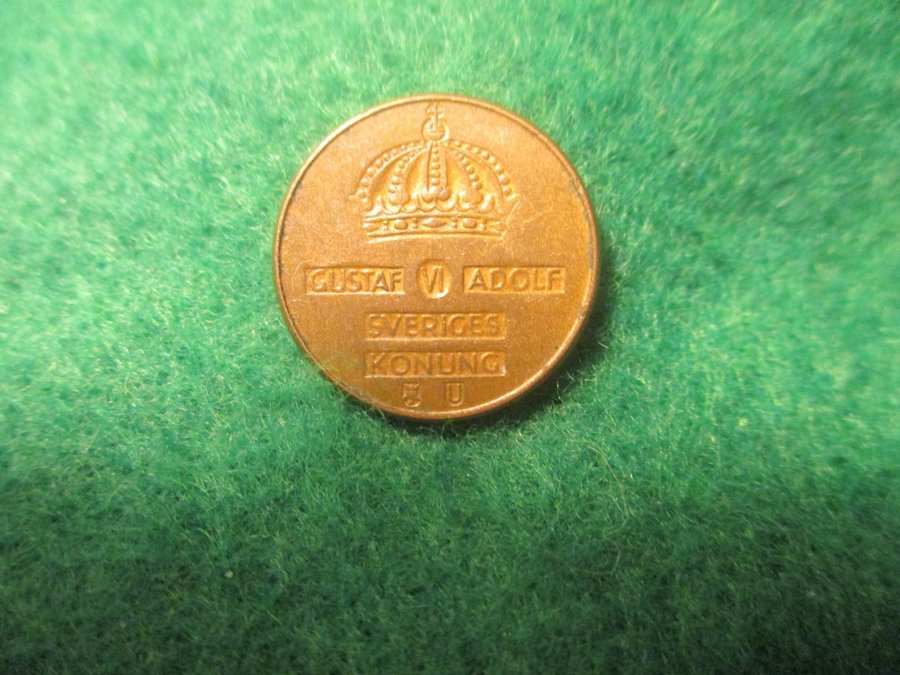 GUSTAF VI ADOLF
SVERIGES
KONUNG
U